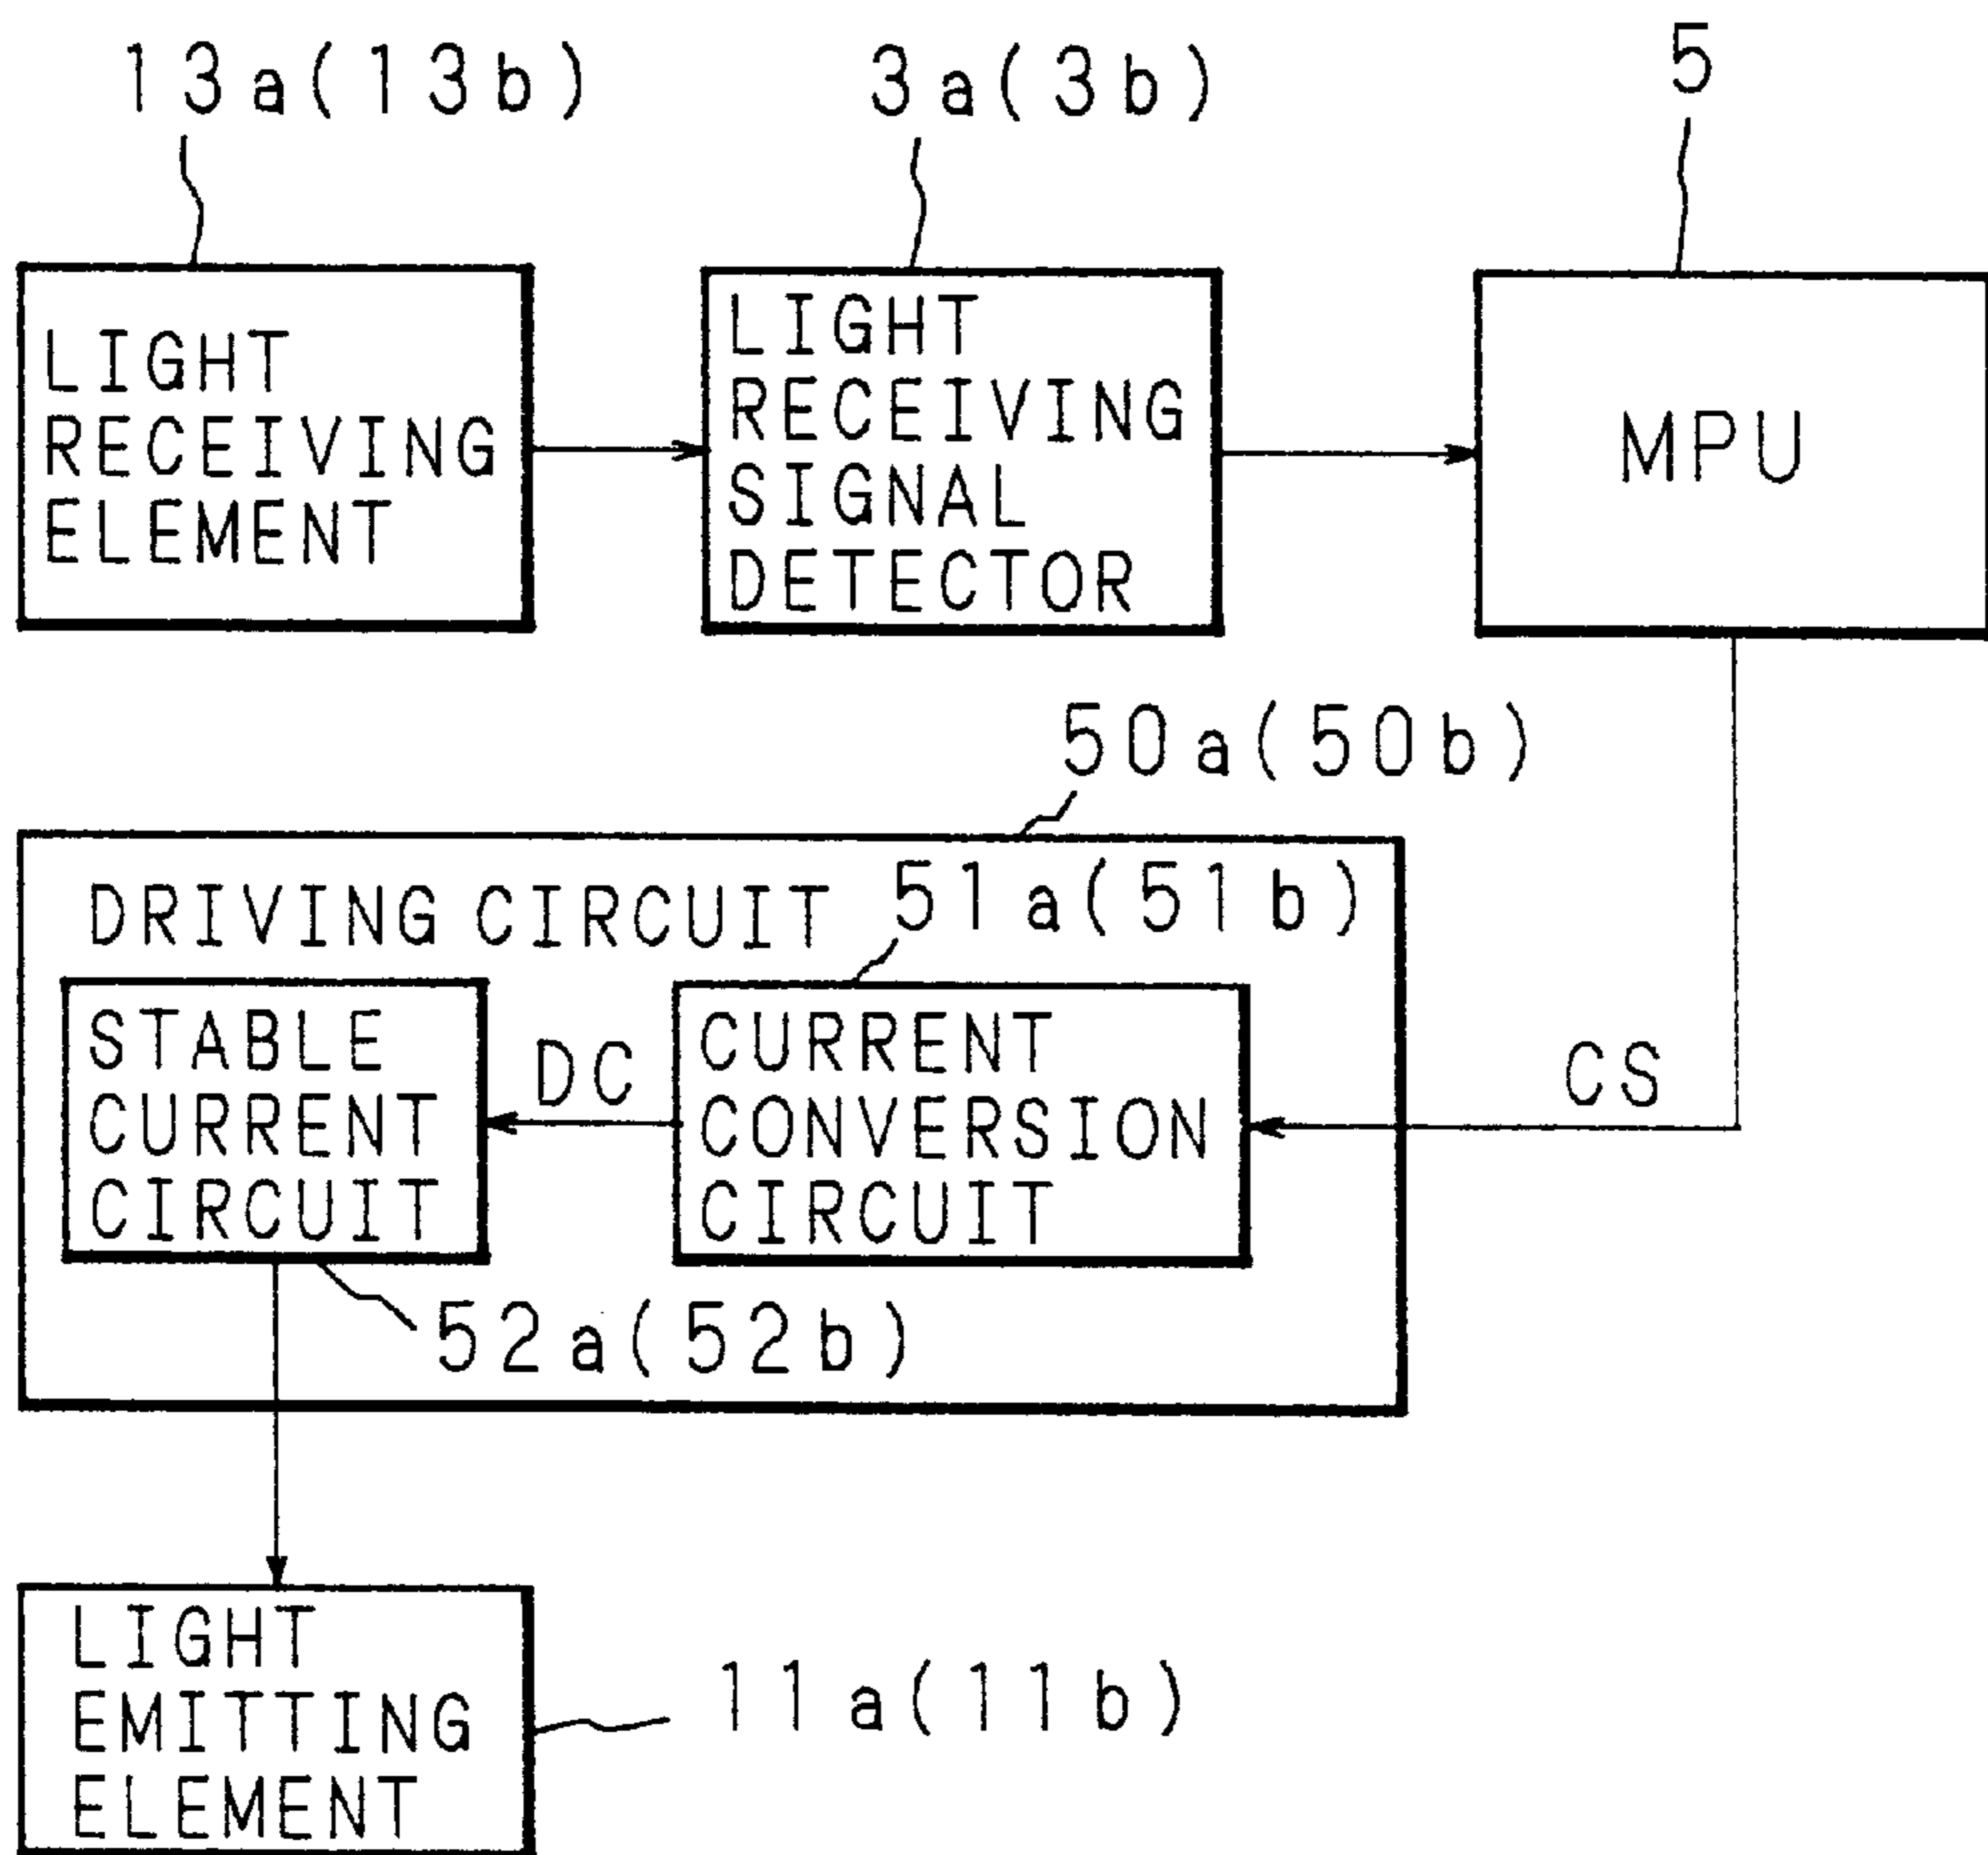 13a(13b)
3a(3b)
5
LIGHT
RECEIVING
ELEMENT
LIGHT
RECEIVING
SIGNAL
DETECTOR
MPU
50a(50b)
DRIVING CIRCUIT
51a(51b)
STABLE
CURRENT
CIRCUIT
DC
CURRENT
CONVERSION
CIRCUIT
CS
52a(52b)
LIGHT
EMITTING
ELEMENT
11a(11b)